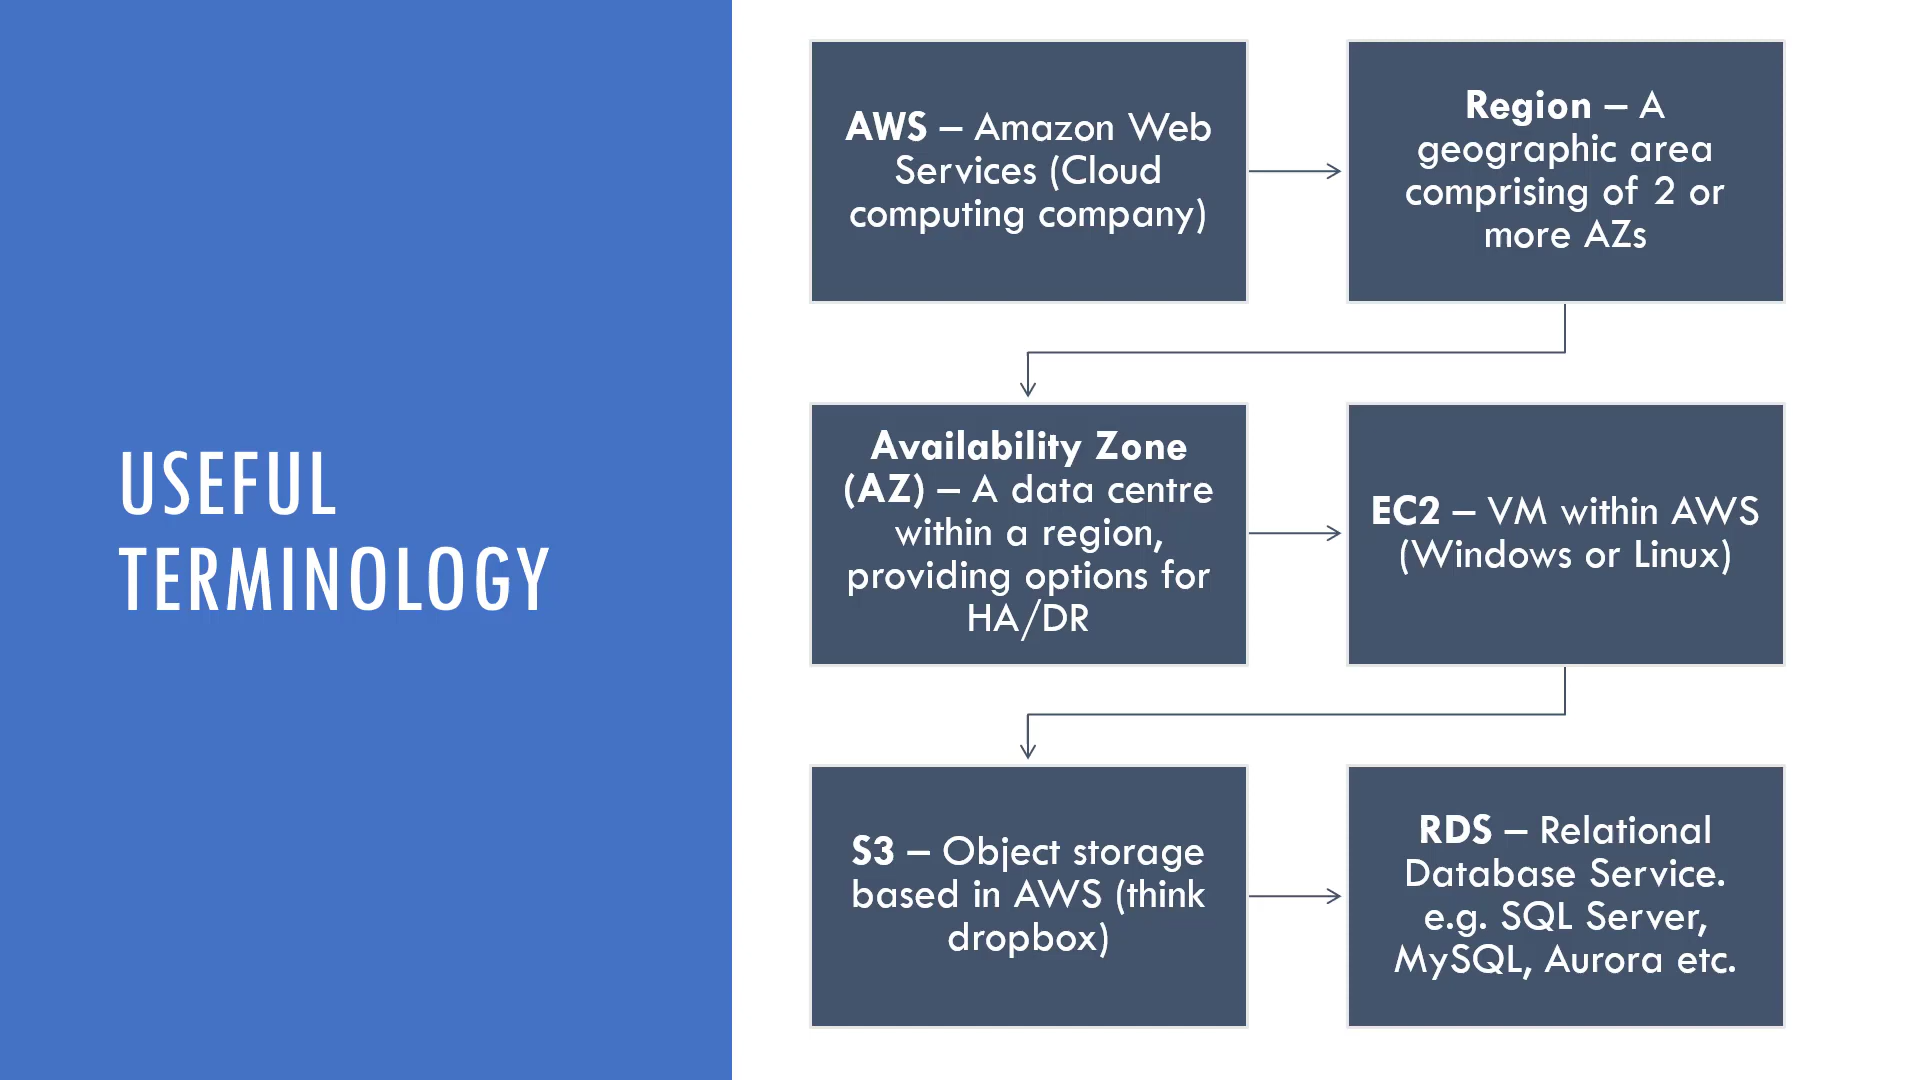 USEFUL
TERMINOLOGY
AWS – Amazon Web
Services (Cloud
computing company)
Region – A
geographic area
comprising of 2 or
more AZs
Availability Zone
(AZ) – A data centre
within a region,
providing options for
HA/DR
EC2 – VM within AWS
(Windows or Linux)
S3 – Object storage
based in AWS (think
dropbox)
RDS – Relational
Database Service.
e.g. SQL Server,
MySQL, Aurora etc.